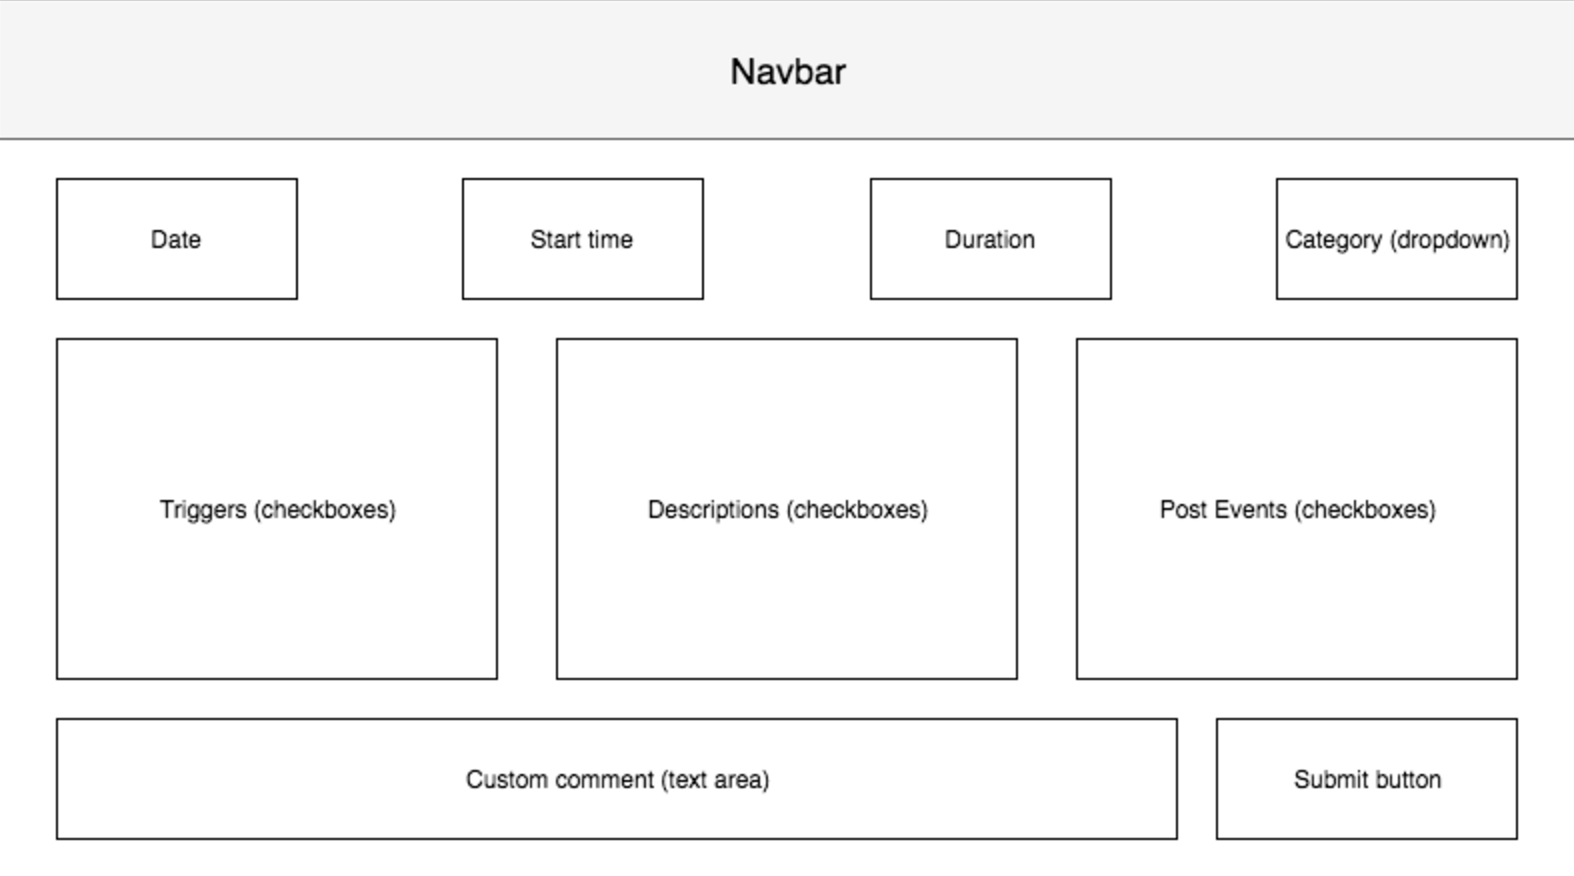 Navbar
Date
Start time
Duration
Category (dropdown)
Triggers (checkboxes)
Descriptions (checkboxes)
Post Events (checkboxes)
Custom comment (text area)
Submit button